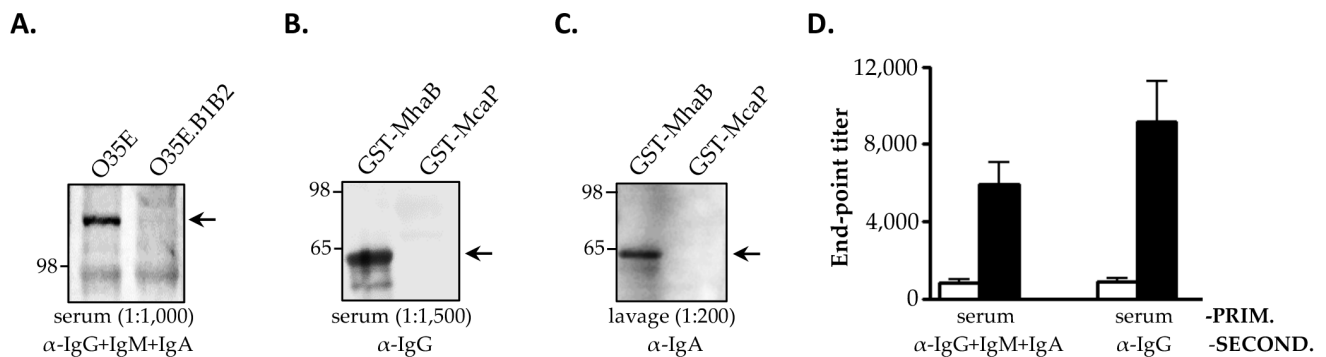 A.
O35E
O35E.B1B2
98
serum (1:1,000)
α-IgG+IgM+IgA
B.
GST-MhaB
GST-McaP
98
65
serum (1:1,500)
α-IgG
C.
GST-MhaB
GST-McaP
98
65
lavage (1:200)
α-IgA
D.
End-point titer
12,000
8,000
4,000
0
serum serum -PRIM.
α-IgG+IgM+IgA α-IgG -SECOND.